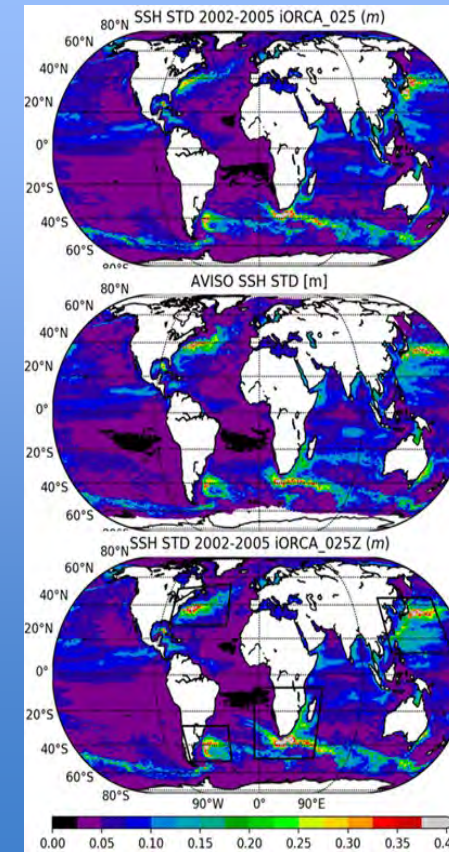 SSH STD 2002-2005 iORCA_025 (m)
80°N
60°N
40°N
20°N
0°
20°S
40°S
60°S
AVISO SSH STD [m]
80°N
60°N
40°N
20°N
0°
20°S
40°S
60°S
SSH STD 2002-2005 iORCA_025Z (m)
80°N
60°N
40°N
20°N
0°
20°S
40°S
60°S
80°S
90°W 0° 90°E
0.00 0.05 0.10 0.15 0.20 0.25 0.30 0.35